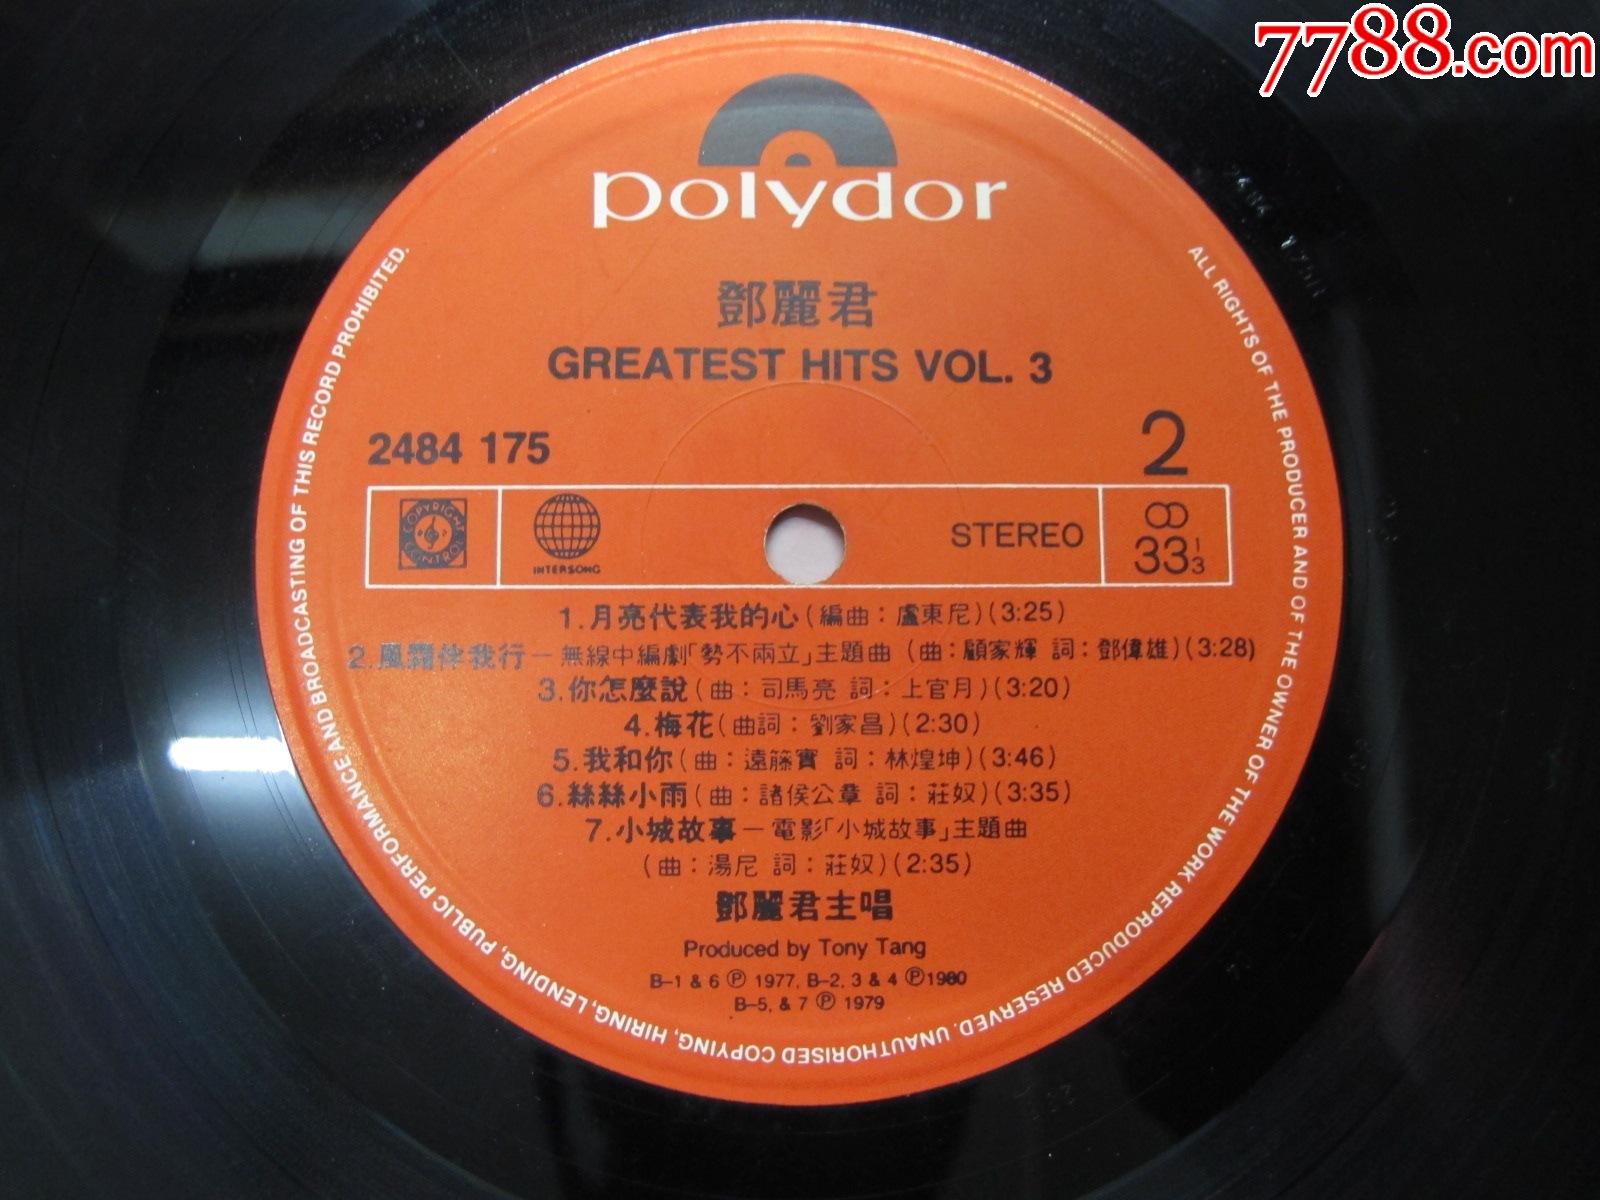 7788.com
polydor
鄧麗君
GREATEST HITS VOL. 3
2484 175
2
COPYRIGHT CONTROL
INTERSONG
STEREO
33 1/3
1.月亮代表我的心(編曲：盧東尼)(3:25)
2.風霜伴我行－無線中編劇「勢不兩立」主題曲 (曲：顧家輝 詞：鄧偉雄)(3:28)
3.你怎麼說(曲：司馬亮 詞：上官月)(3:20)
4.梅花(曲詞：劉家昌)(2:30)
5.我和你(曲：遠籐實 詞：林煌坤)(3:46)
6.絲絲小雨(曲：諸侯公章 詞：莊奴)(3:35)
7.小城故事－電影「小城故事」主題曲
(曲：湯尼 詞：莊奴)(2:35)
鄧麗君主唱
Produced by Tony Tang
B-1 & 6 Ⓟ 1977, B-2, 3 & 4 Ⓟ1980
B-5, & 7 Ⓟ 1979
ALL RIGHTS OF THE PRODUCER AND OF THE OWNER OF THE WORK REPRODUCED RESERVED. UNAUTHORISED COPYING, HIRING, LENDING, PUBLIC PERFORMANCE AND BROADCASTING OF THIS RECORD PROHIBITED.